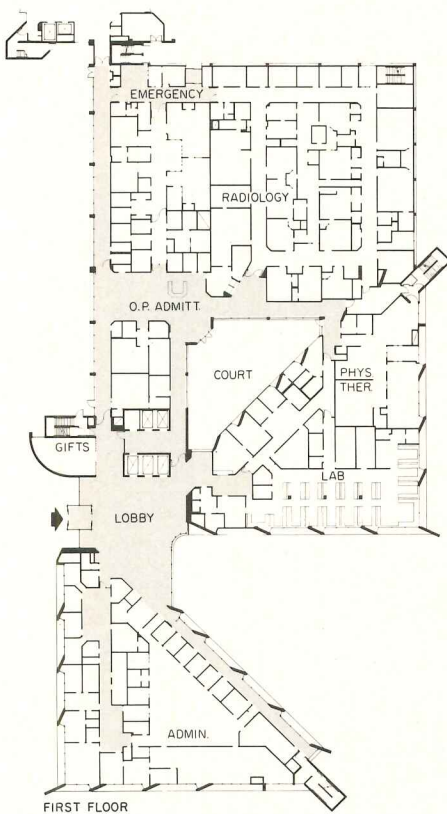 EMERGENCY
RADIOLOGY
O.P. ADMITT.
COURT
PHYS
THER.
GIFTS
LAB
LOBBY
ADMIN.
FIRST FLOOR